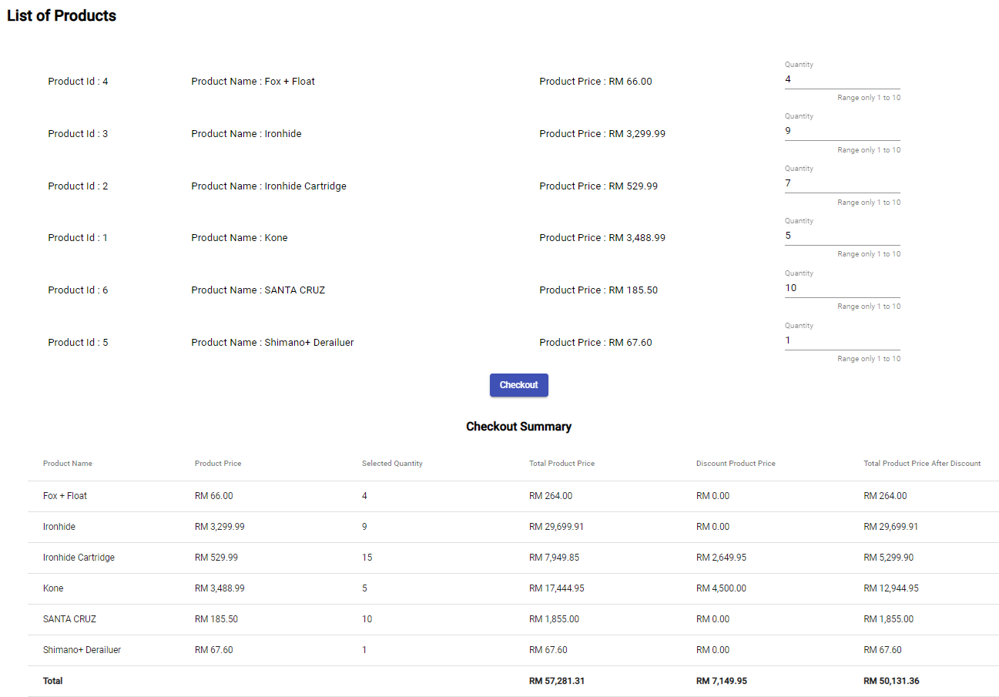 List of Products
Quantity
Product Id : 4 Product Name : Fox + Float Product Price : RM 66.00 4
Range only 1 to 10
Quantity
Product Id : 3 Product Name : Ironhide Product Price : RM 3,299.99 9
Range only 1 to 10
Quantity
Product Id : 2 Product Name : Ironhide Cartridge Product Price : RM 529.99 7
Range only 1 to 10
Quantity
Product Id : 1 Product Name : Kone Product Price : RM 3,488.99 5
Range only 1 to 10
Quantity
Product Id : 6 Product Name : SANTA CRUZ Product Price : RM 185.50 10
Range only 1 to 10
Quantity
Product Id : 5 Product Name : Shimano+ Derailuer Product Price : RM 67.60 1
Range only 1 to 10
Checkout
Checkout Summary
Product Name Product Price Selected Quantity Total Product Price Discount Product Price Total Product Price After Discount
Fox + Float RM 66.00 4 RM 264.00 RM 0.00 RM 264.00
Ironhide RM 3,299.99 9 RM 29,699.91 RM 0.00 RM 29,699.91
Ironhide Cartridge RM 529.99 15 RM 7,949.85 RM 2,649.95 RM 5,299.90
Kone RM 3,488.99 5 RM 17,444.95 RM 4,500.00 RM 12,944.95
SANTA CRUZ RM 185.50 10 RM 1,855.00 RM 0.00 RM 1,855.00
Shimano+ Derailuer RM 67.60 1 RM 67.60 RM 0.00 RM 67.60
Total RM 57,281.31 RM 7,149.95 RM 50,131.36